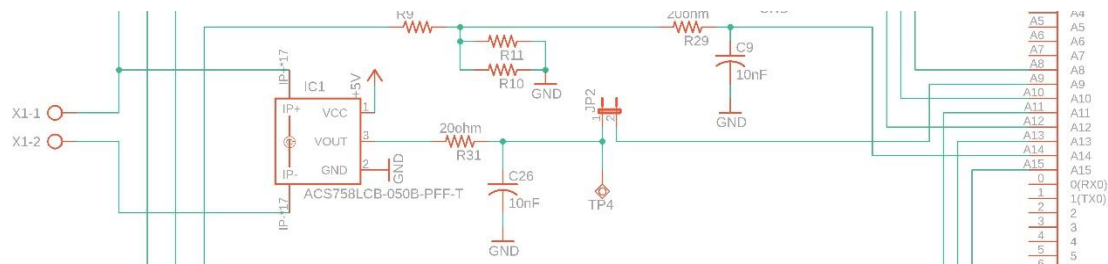 R9
20ohm
R29
GND
R11
R10
GND
C9
10nF
GND
IP+*17
IC1
+5V
X1-1
X1-2
IP+
VCC
1
VOUT
3
GND
2
IP-
GND
ACS758LCB-050B-PFF-T
IP-*17
20ohm
R31
C26
10nF
GND
JP2
1
2
TP4
A4
A5 A5
A6 A6
A7 A7
A8 A8
A9 A9
A10 A10
A11 A11
A12 A12
A13 A13
A14 A14
A15 A15
0 0(RX0)
1 1(TX0)
2 2
3 3
4 4
5 5
6